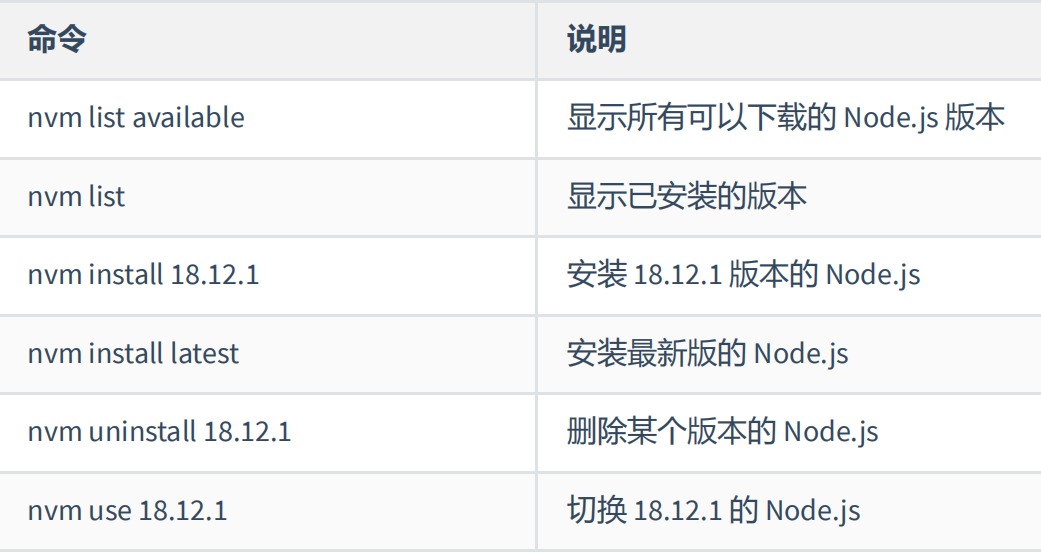 命令 说明
nvm list available 显示所有可以下载的 Node.js 版本
nvm list 显示已安装的版本
nvm install 18.12.1 安装 18.12.1 版本的 Node.js
nvm install latest 安装最新版的 Node.js
nvm uninstall 18.12.1 删除某个版本的 Node.js
nvm use 18.12.1 切换 18.12.1 的 Node.js